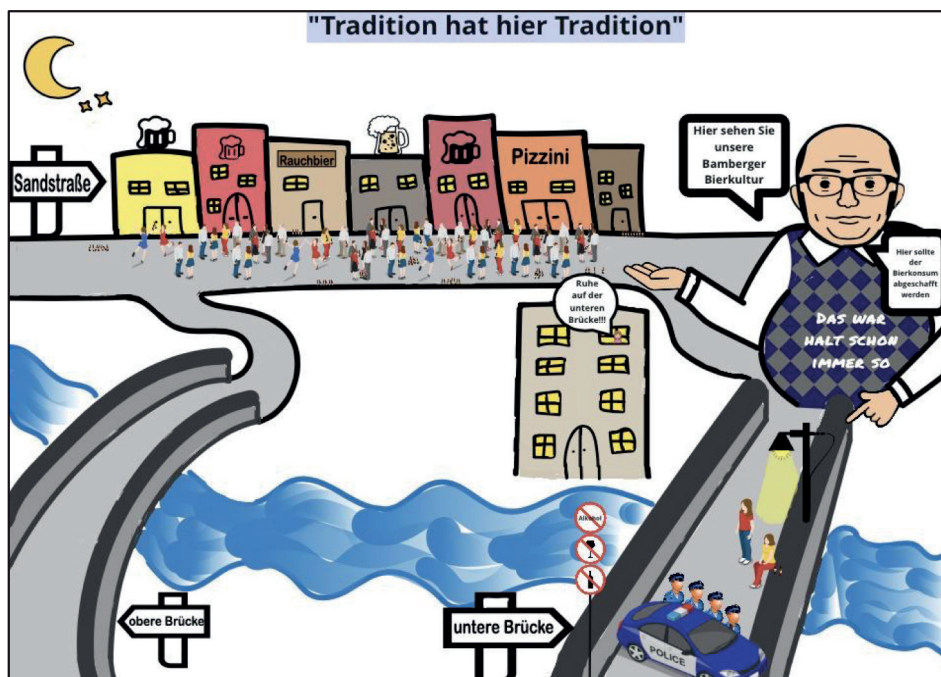 "Tradition hat hier Tradition"
Sandstraße
Rauchbier
Pizzini
Hier sehen Sie
unsere
Bamberger
Bierkultur
Hier sollte
der
Bierkonsum
abgeschafft
werden
Ruhe
auf der
unteren
Brücke!!!
DAS WAR
HALT SCHON
IMMER SO
Alkohol
obere Brücke
untere Brücke
POLICE